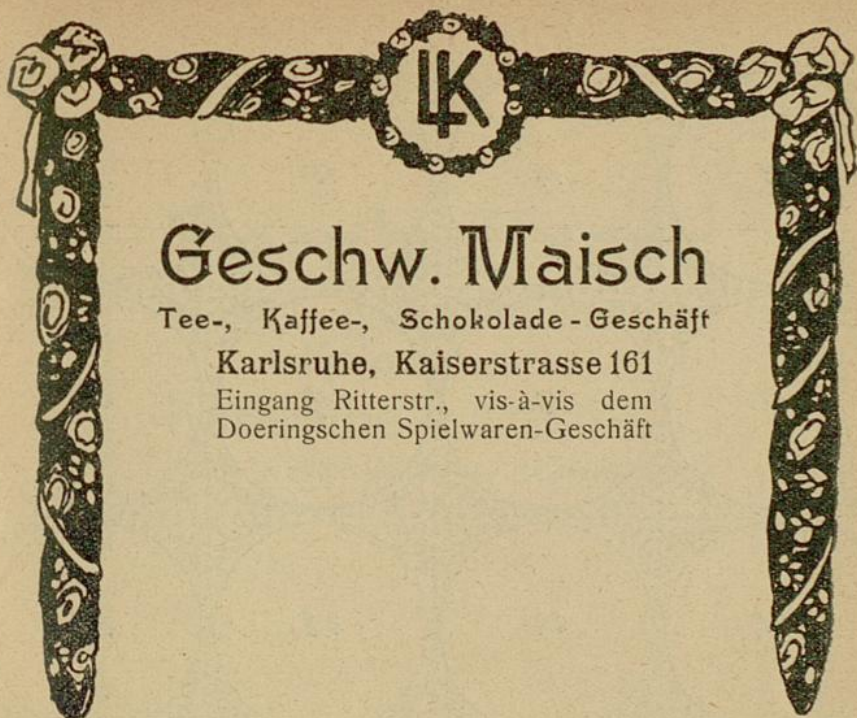 LK
Geschw. Maisch
Tee-, Kaffee-, Schokolade - Geschäft
Karlsruhe, Kaiserstrasse 161
Eingang Ritterstr., vis-à-vis dem
Doeringschen Spielwaren-Geschäft